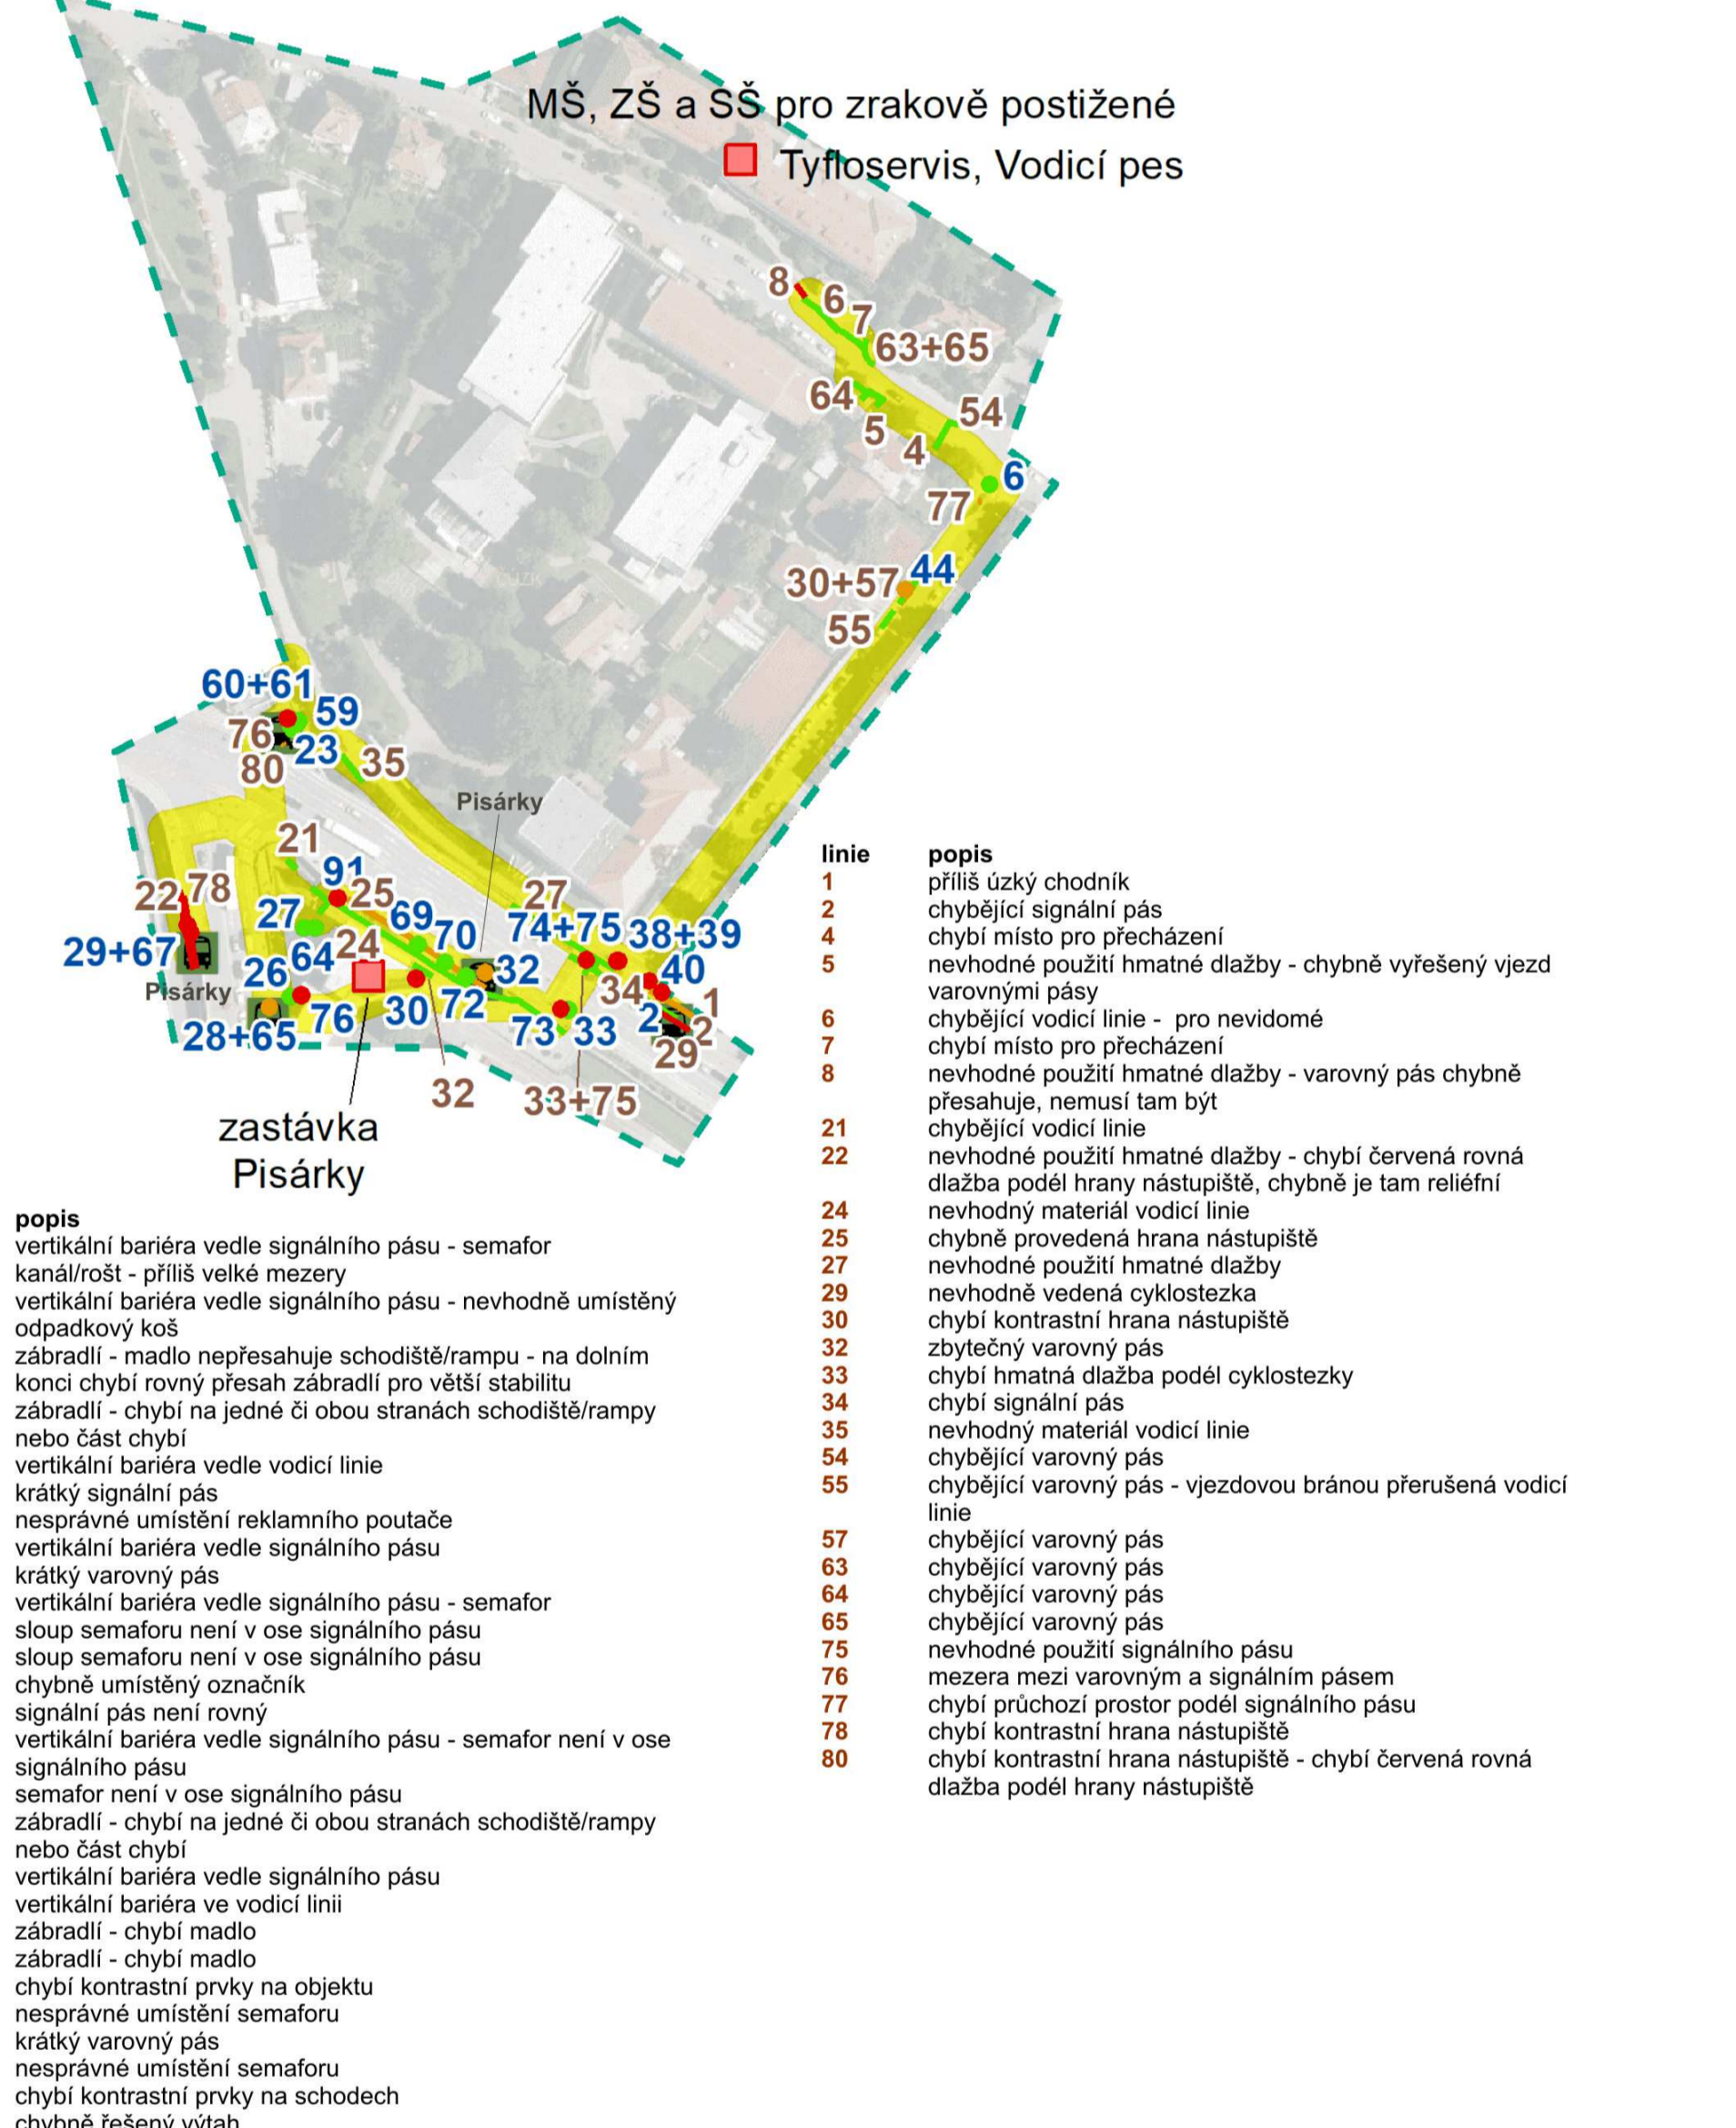 MŠ, ZŠ a SŠ pro zrakově postižené
Tyfloservis, Vodicí pes
8
6
7
63+65
64
5
4
54
6
77
44
30+57
55
60+61
59
76
23
80
35
Pisárky
21
91
22
78
25
27
27
69
70
74+75
38+39
29+67
26
64
24
32
40
Pisárky
34
1
28+65
76
30
72
73
33
2
2
29
32
33+75
zastávka
Pisárky
popis
vertikální bariéra vedle signálního pásu - semafor
kanál/rošt - příliš velké mezery
vertikální bariéra vedle signálního pásu - nevhodně umístěný
odpadkový koš
zábradlí - madlo nepřesahuje schodiště/rampu - na dolním
konci chybí rovný přesah zábradlí pro větší stabilitu
zábradlí - chybí na jedné či obou stranách schodiště/rampy
nebo část chybí
vertikální bariéra vedle vodicí linie
krátký signální pás
nesprávné umístění reklamního poutače
vertikální bariéra vedle signálního pásu
krátký varovný pás
vertikální bariéra vedle signálního pásu - semafor
sloup semaforu není v ose signálního pásu
sloup semaforu není v ose signálního pásu
chybně umístěný označník
signální pás není rovný
vertikální bariéra vedle signálního pásu - semafor není v ose
signálního pásu
semafor není v ose signálního pásu
zábradlí - chybí na jedné či obou stranách schodiště/rampy
nebo část chybí
vertikální bariéra vedle signálního pásu
vertikální bariéra ve vodicí linii
zábradlí - chybí madlo
zábradlí - chybí madlo
chybí kontrastní prvky na objektu
nesprávné umístění semaforu
krátký varovný pás
nesprávné umístění semaforu
chybí kontrastní prvky na schodech
chybně řešený výtah
linie popis
1 příliš úzký chodník
2 chybějící signální pás
4 chybí místo pro přecházení
5 nevhodné použití hmatné dlažby - chybně vyřešený vjezd
varovnými pásy
6 chybějící vodicí linie - pro nevidomé
7 chybí místo pro přecházení
8 nevhodné použití hmatné dlažby - varovný pás chybně
přesahuje, nemusí tam být
21 chybějící vodicí linie
22 nevhodné použití hmatné dlažby - chybí červená rovná
dlažba podél hrany nástupiště, chybně je tam reliéfní
24 nevhodný materiál vodicí linie
25 chybně provedená hrana nástupiště
27 nevhodné použití hmatné dlažby
29 nevhodně vedená cyklostezka
30 chybí kontrastní hrana nástupiště
32 zbytečný varovný pás
33 chybí hmatná dlažba podél cyklostezky
34 chybí signální pás
35 nevhodný materiál vodicí linie
54 chybějící varovný pás
55 chybějící varovný pás - vjezdovou bránou přerušená vodicí
linie
57 chybějící varovný pás
63 chybějící varovný pás
64 chybějící varovný pás
65 chybějící varovný pás
75 nevhodné použití signálního pásu
76 mezera mezi varovným a signálním pásem
77 chybí průchozí prostor podél signálního pásu
78 chybí kontrastní hrana nástupiště
80 chybí kontrastní hrana nástupiště - chybí červená rovná
dlažba podél hrany nástupiště